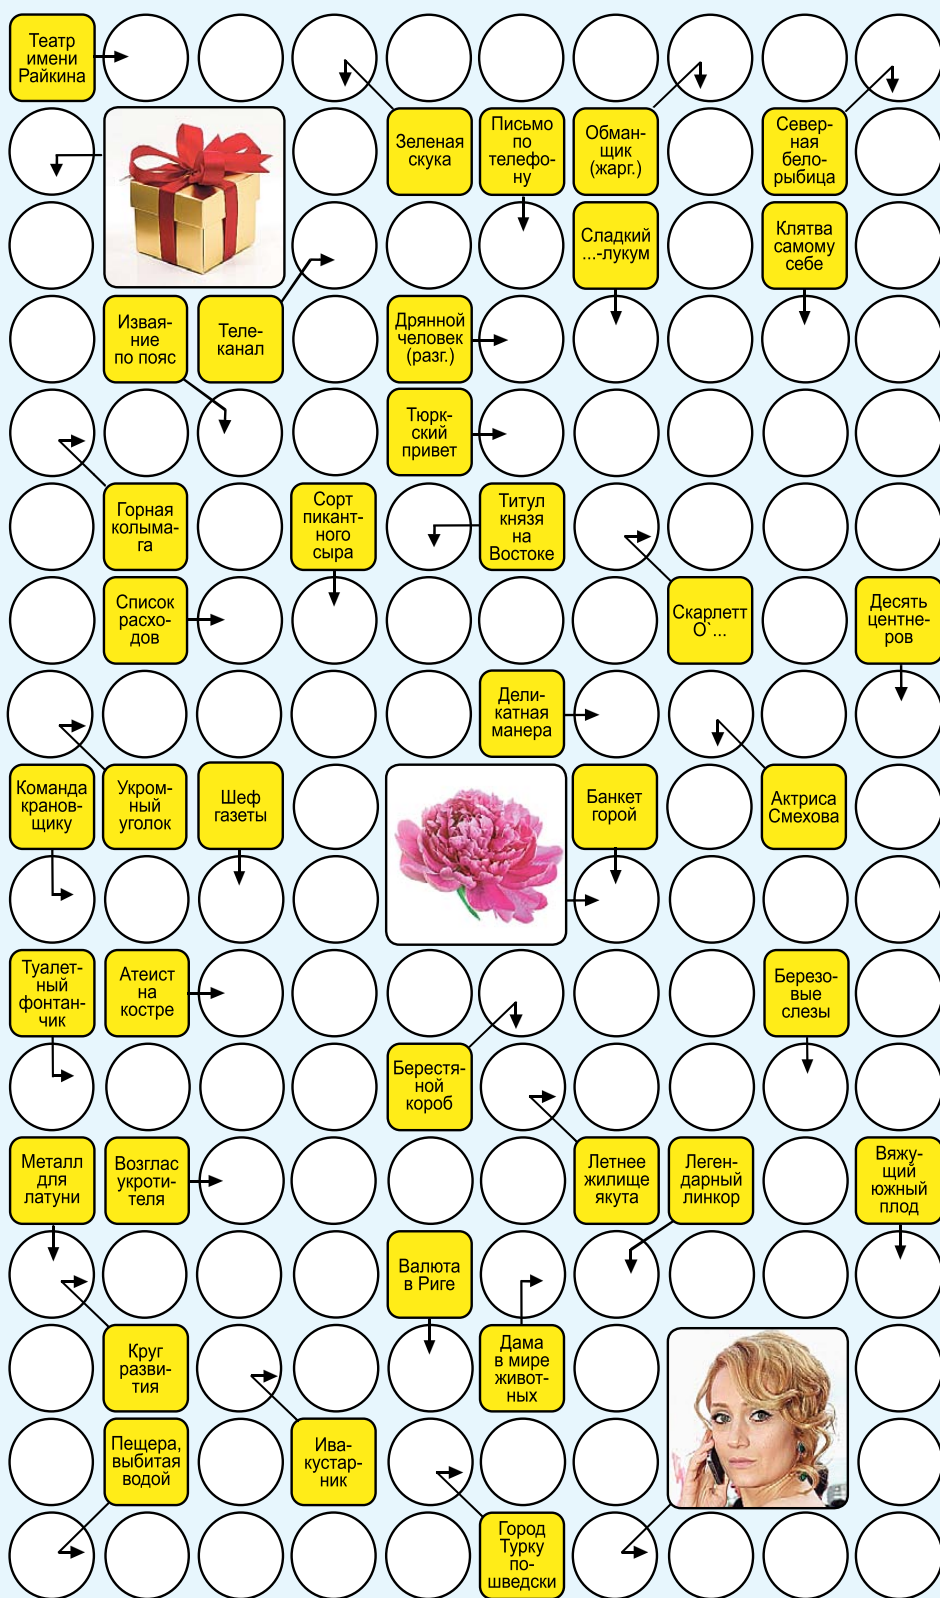 Театр
имени
Райкина
Зеленая
скука
Письмо
по
телефо-
ну
Обман-
щик
(жарг.)
Север-
ная
бело-
рыбица
Сладкий
...-лукум
Клятва
самому
себе
Извая-
ние
по пояс
Теле-
канал
Дрянной
человек
(разг.)
Тюрк-
ский
привет
Горная
колыма-
га
Сорт
пикант-
ного
сыра
Титул
князя
на
Востоке
Список
расхо-
дов
Скарлетт
О`...
Десять
центне-
ров
Дели-
катная
манера
Команда
кранов-
щику
Укром-
ный
уголок
Шеф
газеты
Банкет
горой
Актриса
Смехова
Туалет-
ный
фонтан-
чик
Атеист
на
костре
Березо-
вые
слезы
Берестя-
ной
короб
Металл
для
латуни
Возглас
укроти-
теля
Летнее
жилище
якута
Леген-
дарный
линкор
Вяжу-
щий
южный
плод
Валюта
в Риге
Круг
разви-
тия
Дама
в мире
живот-
ных
Пещера,
выбитая
водой
Ива-
кустар-
ник
Город
Турку
по-
шведски